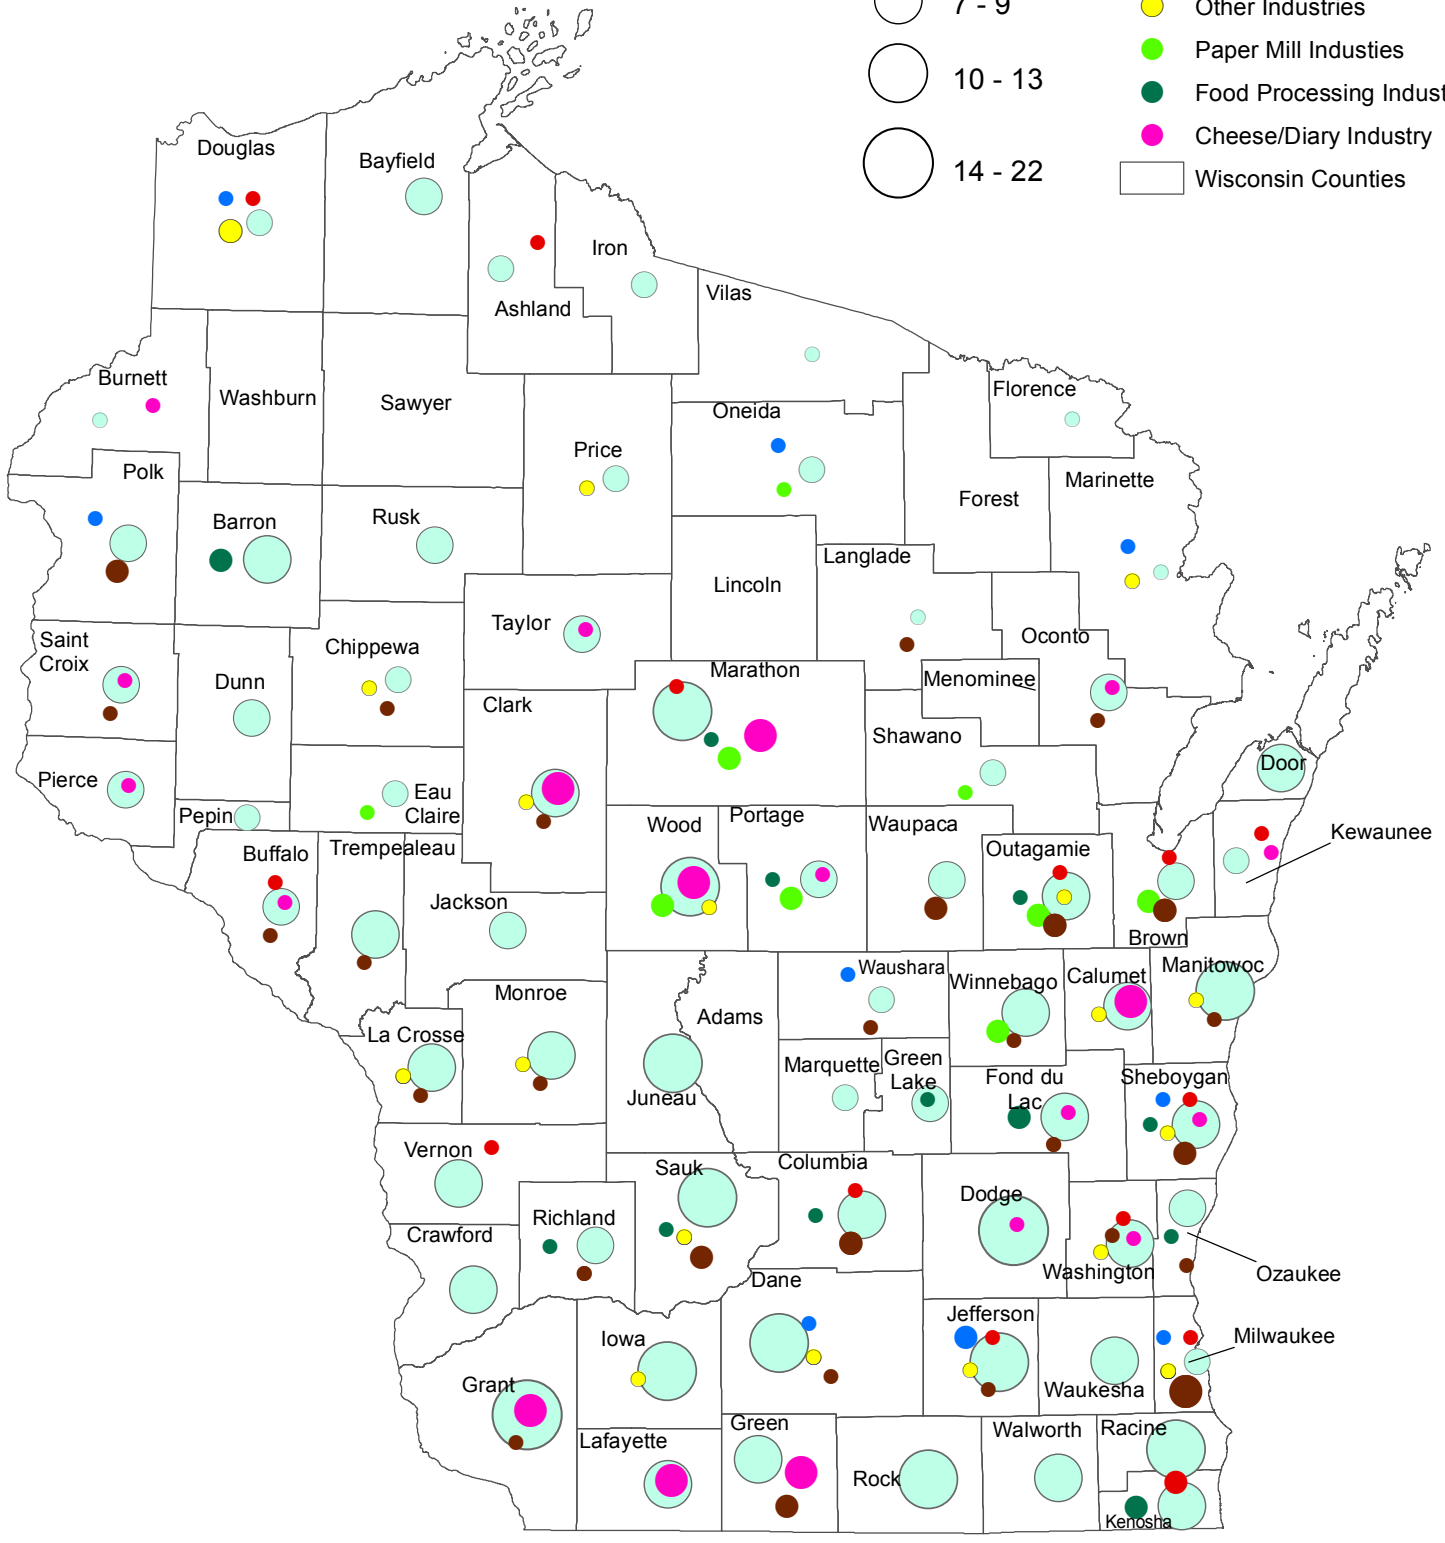 7 - 9
Other Industries
Paper Mill Industies
10 - 13
Food Processing Indust
Cheese/Diary Industry
14 - 22
Wisconsin Counties
Douglas
Bayfield
Iron
Ashland
Vilas
Burnett
Washburn
Sawyer
Florence
Oneida
Price
Polk
Marinette
Forest
Barron
Rusk
Langlade
Lincoln
Taylor
Oconto
Saint
Croix
Chippewa
Marathon
Dunn
Menominee
Clark
Shawano
Door
Pierce
Eau
Claire
Pepin
Wood
Portage
Waupaca
Kewaunee
Buffalo
Trempealeau
Outagamie
Jackson
Brown
Waushara
Manitowoc
Calumet
Winnebago
Monroe
Adams
La Crosse
Marquette
Green
Lake
Fond du
Lac
Sheboygan
Juneau
Vernon
Sauk
Columbia
Dodge
Richland
Crawford
Washington
Ozaukee
Dane
Jefferson
Iowa
Milwaukee
Grant
Waukesha
Green
Lafayette
Walworth
Racine
Rock
Kenosha